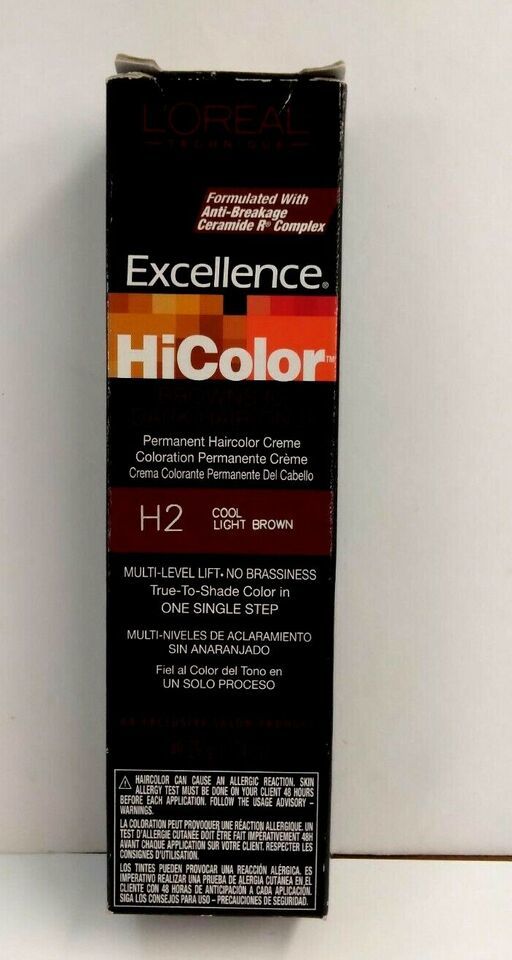 L'ORÉAL
TECHNIQUE
Formulated With
Anti-Breakage
Ceramide R® Complex
Excellence®
HiColor™
Permanent Haircolor Creme
Coloration Permanente Crème
Crema Colorante Permanente Del Cabello
H2
COOL
LIGHT BROWN
MULTI-LEVEL LIFT• NO BRASSINESS
True-To-Shade Color in
ONE SINGLE STEP
MULTI-NIVELES DE ACLARAMIENTO
SIN ANARANJADO
Fiel al Color del Tono en
UN SOLO PROCESO
⚠ HAIRCOLOR CAN CAUSE AN ALLERGIC REACTION. SKIN
ALLERGY TEST MUST BE DONE ON YOUR CLIENT 48 HOURS
BEFORE EACH APPLICATION. FOLLOW THE USAGE ADVISORY –
WARNINGS.
LA COLORATION PEUT PROVOQUER UNE RÉACTION ALLERGIQUE. UN
TEST D'ALLERGIE CUTANÉE DOIT ÊTRE FAIT IMPÉRATIVEMENT 48H
AVANT CHAQUE APPLICATION SUR VOTRE CLIENT. RESPECTER LES
CONSIGNES D'UTILISATION.
LOS TINTES PUEDEN PROVOCAR UNA REACCIÓN ALÉRGICA. ES
IMPERATIVO REALIZAR UNA PRUEBA DE ALERGIA CUTANEA EN EL
CLIENTE CON 48 HORAS DE ANTICIPACIÓN A CADA APLICACIÓN.
SIGA LOS CONSEJOS PARA USO – PRECAUCIONES DE SEGURIDAD.